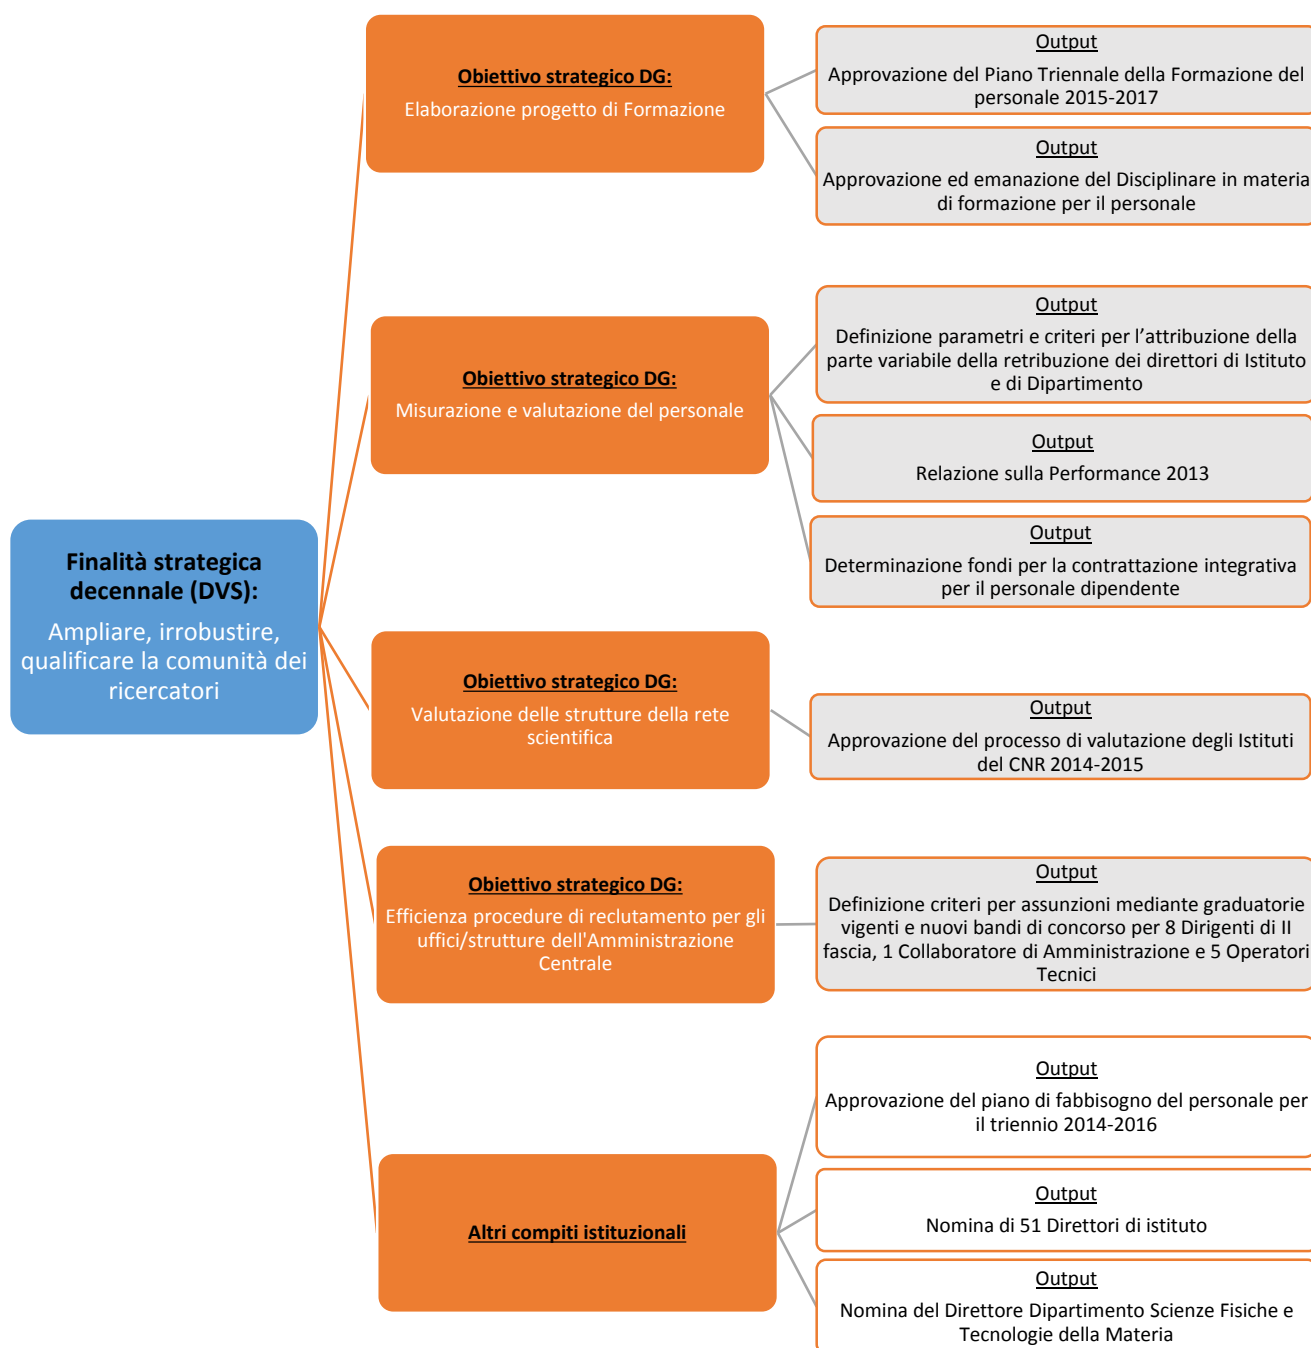 Finalità strategica
decennale (DVS):
Ampliare, irrobustire,
qualificare la comunità dei
ricercatori
Obiettivo strategico DG:
Elaborazione progetto di Formazione
Output
Approvazione del Piano Triennale della Formazione del
personale 2015-2017
Output
Approvazione ed emanazione del Disciplinare in materia
di formazione per il personale
Obiettivo strategico DG:
Misurazione e valutazione del personale
Output
Definizione parametri e criteri per l’attribuzione della
parte variabile della retribuzione dei direttori di Istituto
e di Dipartimento
Output
Relazione sulla Performance 2013
Output
Determinazione fondi per la contrattazione integrativa
per il personale dipendente
Obiettivo strategico DG:
Valutazione delle strutture della rete
scientifica
Output
Approvazione del processo di valutazione degli Istituti
del CNR 2014-2015
Obiettivo strategico DG:
Efficienza procedure di reclutamento per gli
uffici/strutture dell'Amministrazione
Centrale
Output
Definizione criteri per assunzioni mediante graduatorie
vigenti e nuovi bandi di concorso per 8 Dirigenti di II
fascia, 1 Collaboratore di Amministrazione e 5 Operatori
Tecnici
Altri compiti istituzionali
Output
Approvazione del piano di fabbisogno del personale per
il triennio 2014-2016
Output
Nomina di 51 Direttori di istituto
Output
Nomina del Direttore Dipartimento Scienze Fisiche e
Tecnologie della Materia